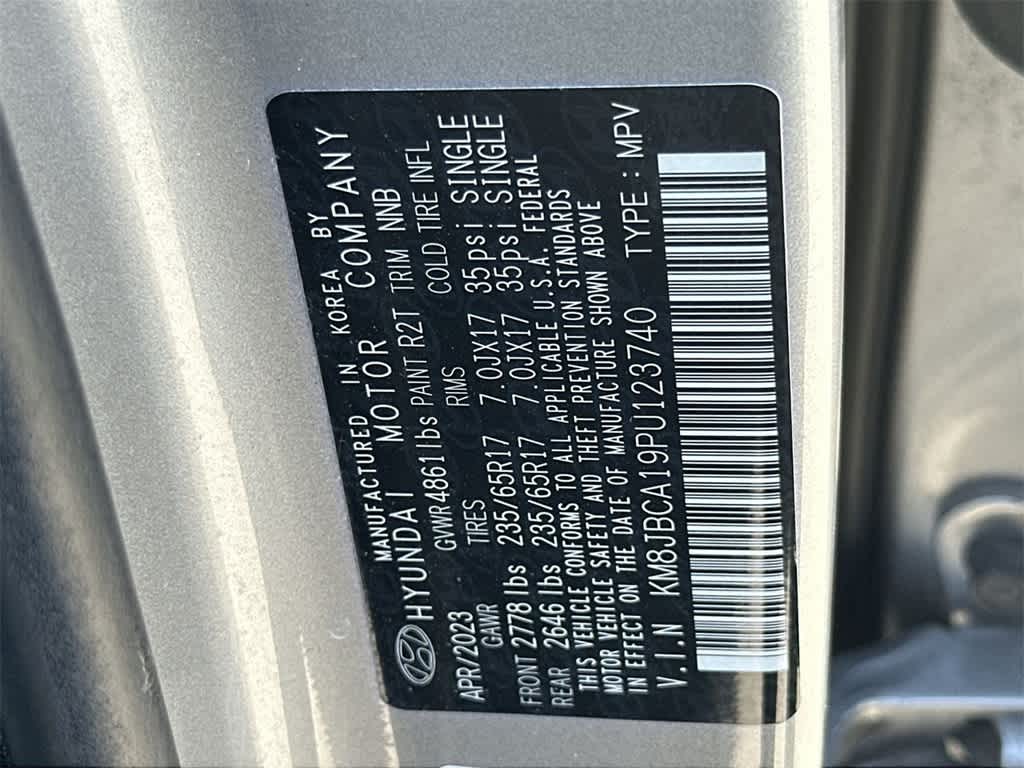 MANUFACTURED IN KOREA BY
HYUNDAI MOTOR COMPANY
APR/2023 GVWR4861lbs PAINT R2T TRIM NNB
GAWR TIRES RIMS COLD TIRE INFL
FRONT 2778 lbs 235/65R17 7.0JX17 35psi SINGLE
REAR 2646 lbs 235/65R17 7.0JX17 35psi SINGLE
THIS VEHICLE CONFORMS TO ALL APPLICABLE U.S.A. FEDERAL
MOTOR VEHICLE SAFETY AND THEFT PREVENTION STANDARDS
IN EFFECT ON THE DATE OF MANUFACTURE SHOWN ABOVE
V.I.N KM8JBCA19PU123740 TYPE : MPV